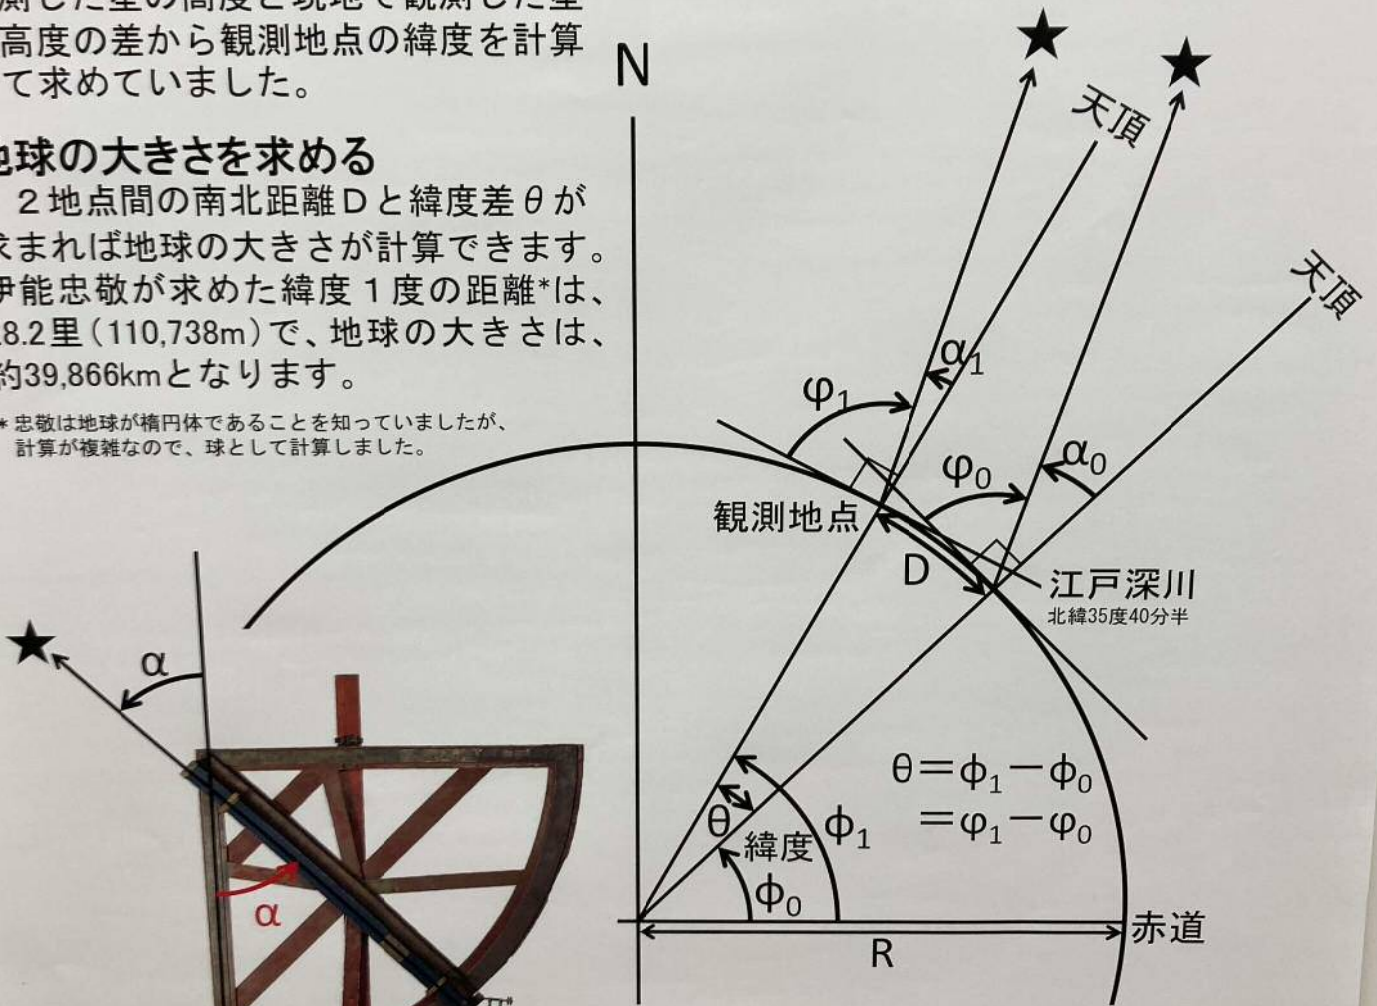 測した星の高度と現地で観測した星
高度の差から観測地点の緯度を計算
て求めていました。
地球の大きさを求める
２地点間の南北距離Ｄと緯度差θが
求まれば地球の大きさが計算できます。
伊能忠敬が求めた緯度１度の距離*は、
8.2里（110,738m）で、地球の大きさは、
約39,866kmとなります。
* 忠敬は地球が楕円体であることを知っていましたが、
計算が複雑なので、球として計算しました。
N
天頂
天頂
α1
φ1
φ0
α0
観測地点
D
江戸深川
北緯35度40分半
α
α
θ＝ϕ1－ϕ0
＝φ1－φ0
θ
緯度
ϕ1
ϕ0
赤道
R